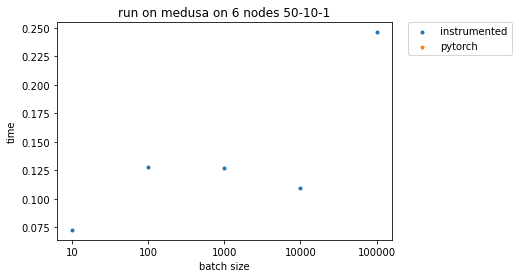 run on medusa on 6 nodes 50-10-1
0.250
0.225
0.200
0.175
0.150
0.125
0.100
0.075
time
10 100 1000 10000 100000
batch size
instrumented
pytorch